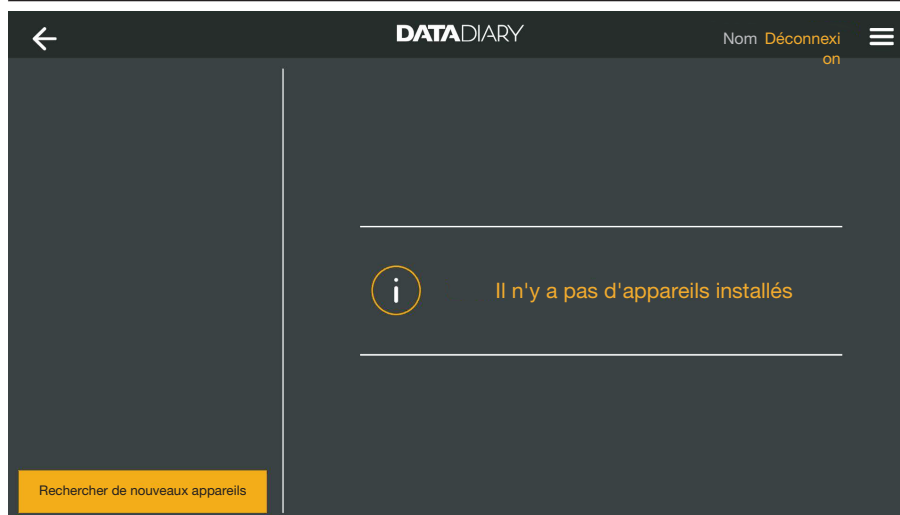 DATADIARY
Nom Déconnexi
on
Il n'y a pas d'appareils installés
Rechercher de nouveaux appareils